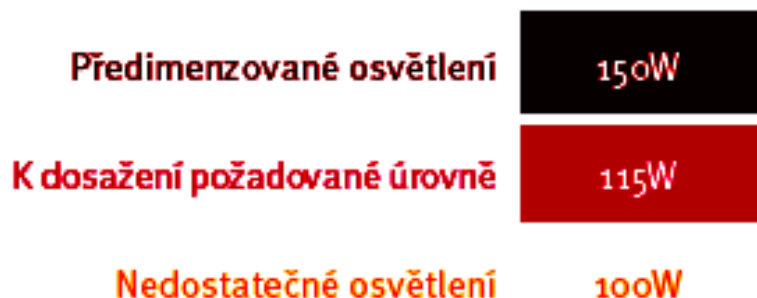 Předimenzované osvětlení 150W
K dosažení požadované úrovně 115W
Nedostatečné osvětlení 100W